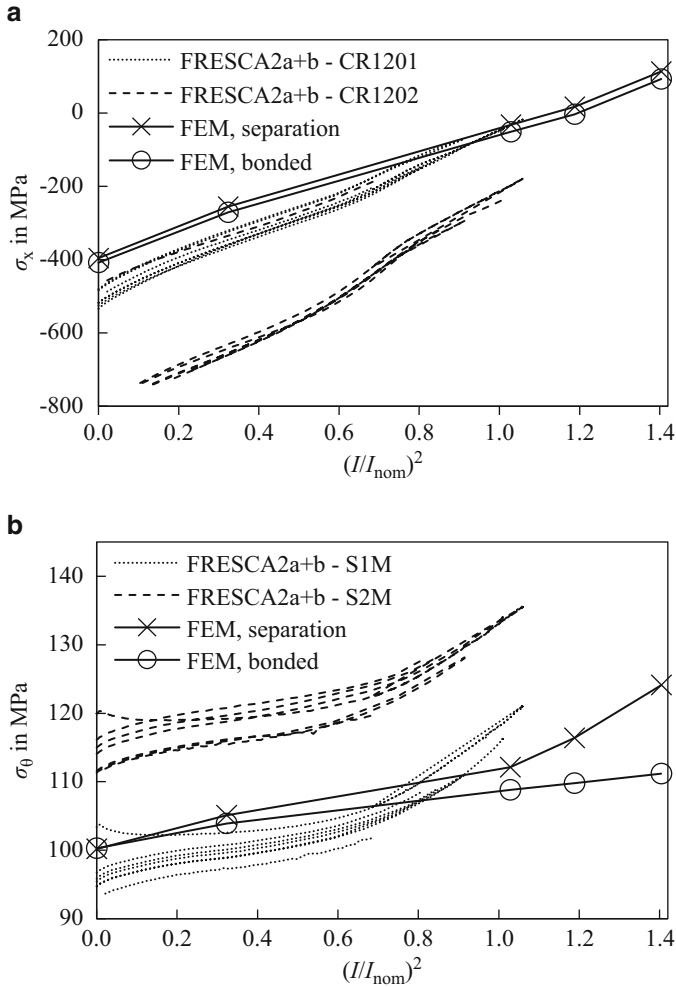 a
200
0
-200
-400
-600
-800
σx in MPa
FRESCA2a+b - CR1201
FRESCA2a+b - CR1202
FEM, separation
FEM, bonded
0.0 0.2 0.4 0.6 0.8 1.0 1.2 1.4
(I/Inom)2
b
140
130
120
110
100
90
σθ in MPa
FRESCA2a+b - S1M
FRESCA2a+b - S2M
FEM, separation
FEM, bonded
0.0 0.2 0.4 0.6 0.8 1.0 1.2 1.4
(I/Inom)2